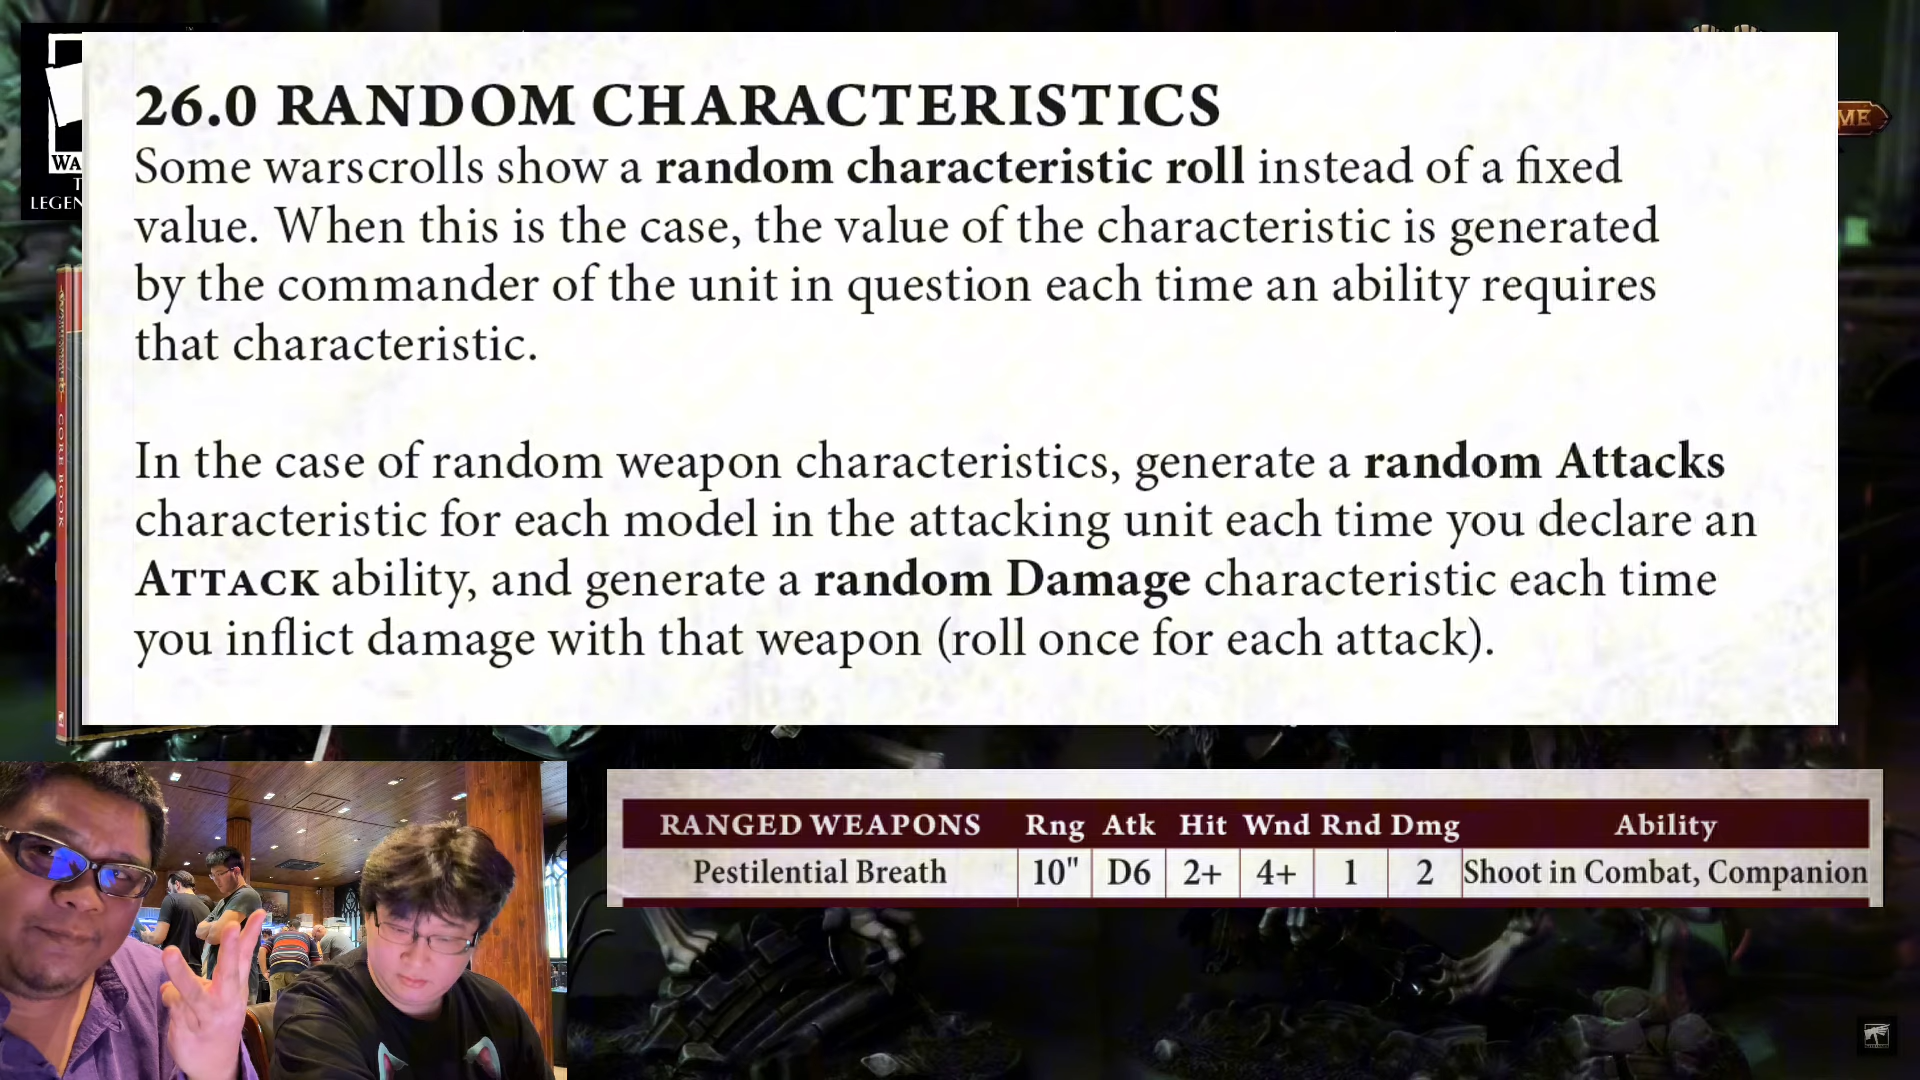 26.0 RANDOM CHARACTERISTICS
Some warscrolls show a random characteristic roll instead of a fixed
value. When this is the case, the value of the characteristic is generated
by the commander of the unit in question each time an ability requires
that characteristic.
In the case of random weapon characteristics, generate a random Attacks
characteristic for each model in the attacking unit each time you declare an
ATTACK ability, and generate a random Damage characteristic each time
you inflict damage with that weapon (roll once for each attack).
WA
T
LEGEN
ME
CORE BOOK
RANGED WEAPONS Rng Atk Hit Wnd Rnd Dmg Ability
Pestilential Breath 10" D6 2+ 4+ 1 2 Shoot in Combat, Companion